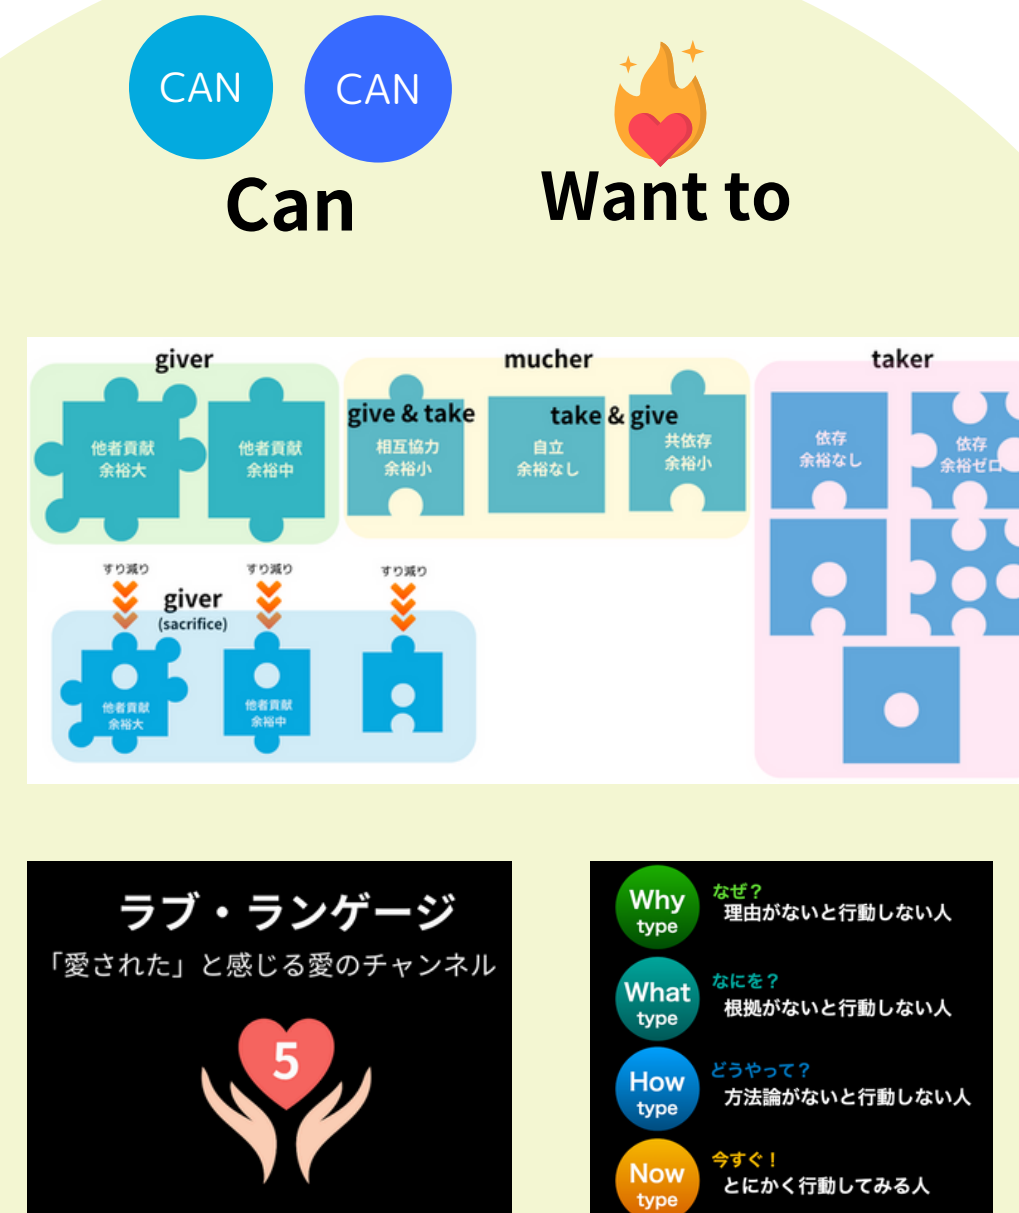 CAN
CAN
Can
Want to
giver
mucher
taker
give & take
take & give
他者貢献
余裕大
他者貢献
余裕中
相互協力
余裕小
自立
余裕なし
共依存
余裕小
依存
余裕なし
依存
余裕ゼロ
すり減り
すり減り
すり減り
giver
(sacrifice)
他者貢献
余裕大
他者貢献
余裕中
ラブ・ランゲージ
「愛された」と感じる愛のチャンネル
5
Why
type
なぜ？
理由がないと行動しない人
What
type
なにを？
根拠がないと行動しない人
How
type
どうやって？
方法論がないと行動しない人
Now
type
今すぐ！
とにかく行動してみる人